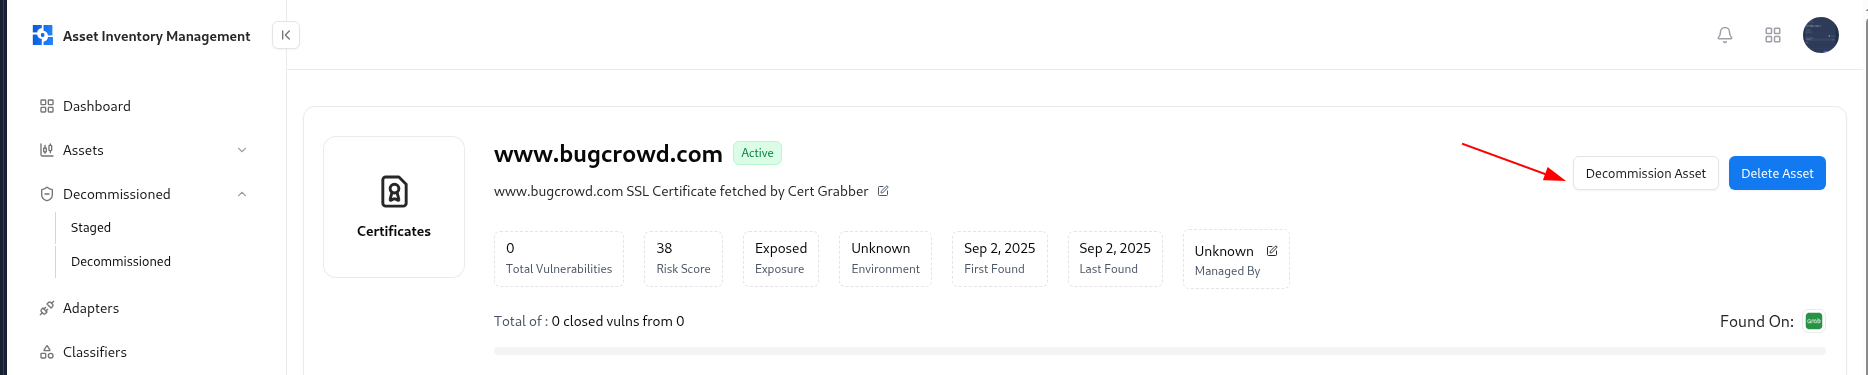 Asset Inventory Management
Dashboard
Assets
Decommissioned
Staged
Decommissioned
Adapters
Classifiers
Certificates
www.bugcrowd.com Active
www.bugcrowd.com SSL Certificate fetched by Cert Grabber
Decommission Asset Delete Asset
0 38 Exposed Unknown Sep 2, 2025 Sep 2, 2025 Unknown
Total Vulnerabilities Risk Score Exposure Environment First Found Last Found Managed By
Total of : 0 closed vulns from 0
Found On: Grab